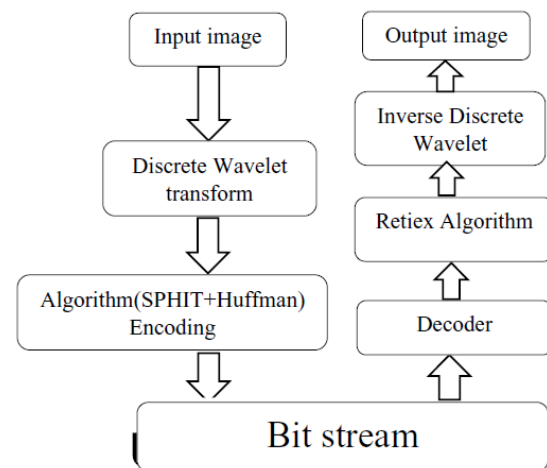 Input image
Discrete Wavelet
transform
Algorithm(SPHIT+Huffman)
Encoding
Bit stream
Decoder
Retiex Algorithm
Inverse Discrete
Wavelet
Output image